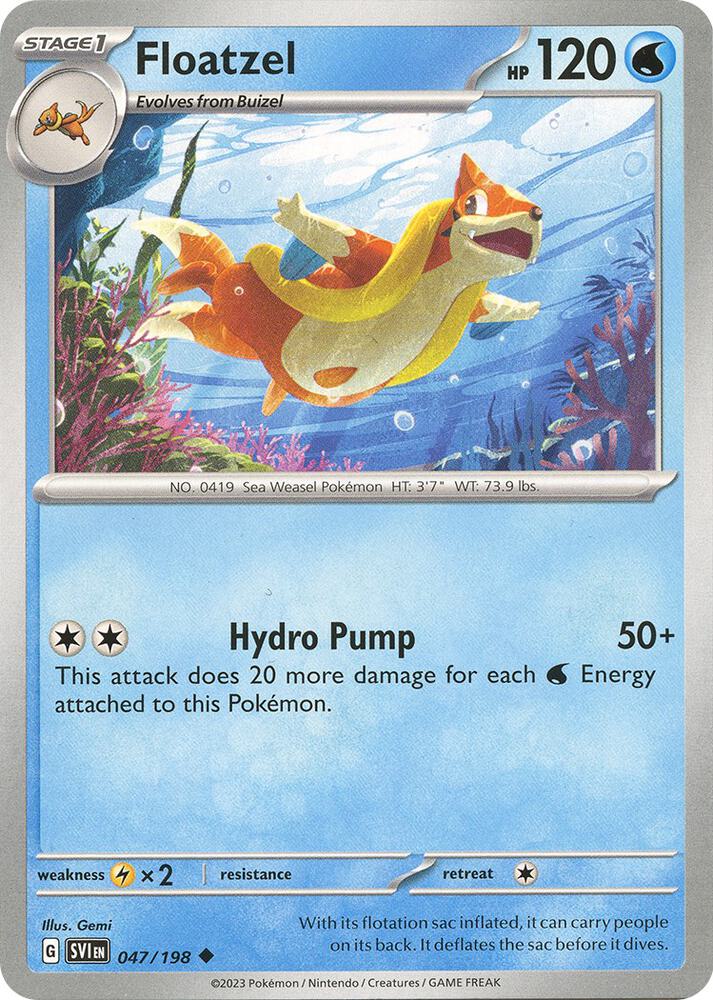 STAGE1
Floatzel
HP 120
Evolves from Buizel
NO. 0419 Sea Weasel Pokémon HT: 3'7" WT: 73.9 lbs.
Hydro Pump 50+
This attack does 20 more damage for each Energy
attached to this Pokémon.
weakness ×2 resistance retreat
Illus. Gemi
With its flotation sac inflated, it can carry people
on its back. It deflates the sac before it dives.
G SVI EN 047/198
©2023 Pokémon / Nintendo / Creatures / GAME FREAK